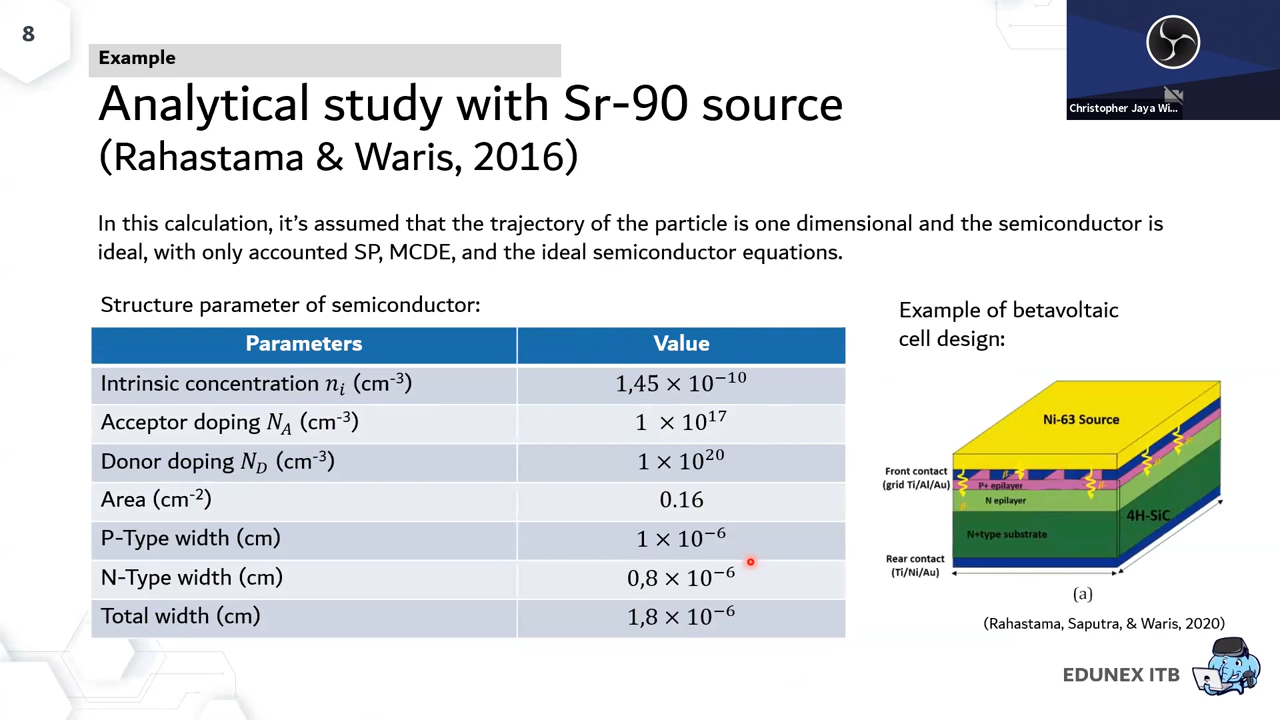 8
Example
Christopher Jaya Wi...
Analytical study with Sr-90 source
(Rahastama & Waris, 2016)
In this calculation, it's assumed that the trajectory of the particle is one dimensional and the semiconductor is
ideal, with only accounted SP, MCDE, and the ideal semiconductor equations.
Structure parameter of semiconductor:
Parameters Value
Intrinsic concentration nᵢ (cm⁻³) 1,45 × 10⁻¹⁰
Acceptor doping N_A (cm⁻³) 1 × 10¹⁷
Donor doping N_D (cm⁻³) 1 × 10²⁰
Area (cm⁻²) 0.16
P-Type width (cm) 1 × 10⁻⁶
N-Type width (cm) 0,8 × 10⁻⁶
Total width (cm) 1,8 × 10⁻⁶
Example of betavoltaic
cell design:
Ni-63 Source
Front contact
(grid Ti/Al/Au)
P+ epilayer
N epilayer
4H-SiC
N+type substrate
Rear contact
(Ti/Ni/Au)
(a)
(Rahastama, Saputra, & Waris, 2020)
EDUNEX ITB